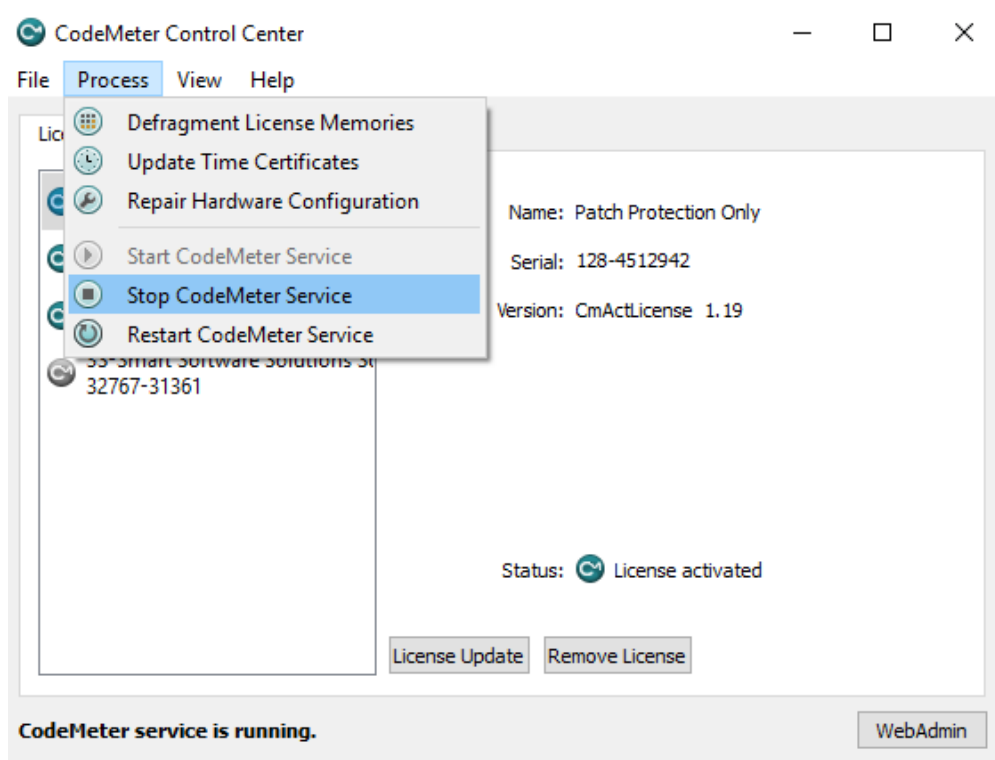 CodeMeter Control Center
File Process View Help
Defragment License Memories
Update Time Certificates
Repair Hardware Configuration
Start CodeMeter Service
Stop CodeMeter Service
Restart CodeMeter Service
32767-31361
Name: Patch Protection Only
Serial: 128-4512942
Version: CmActLicense 1.19
Status: License activated
License Update Remove License
CodeMeter service is running.
WebAdmin